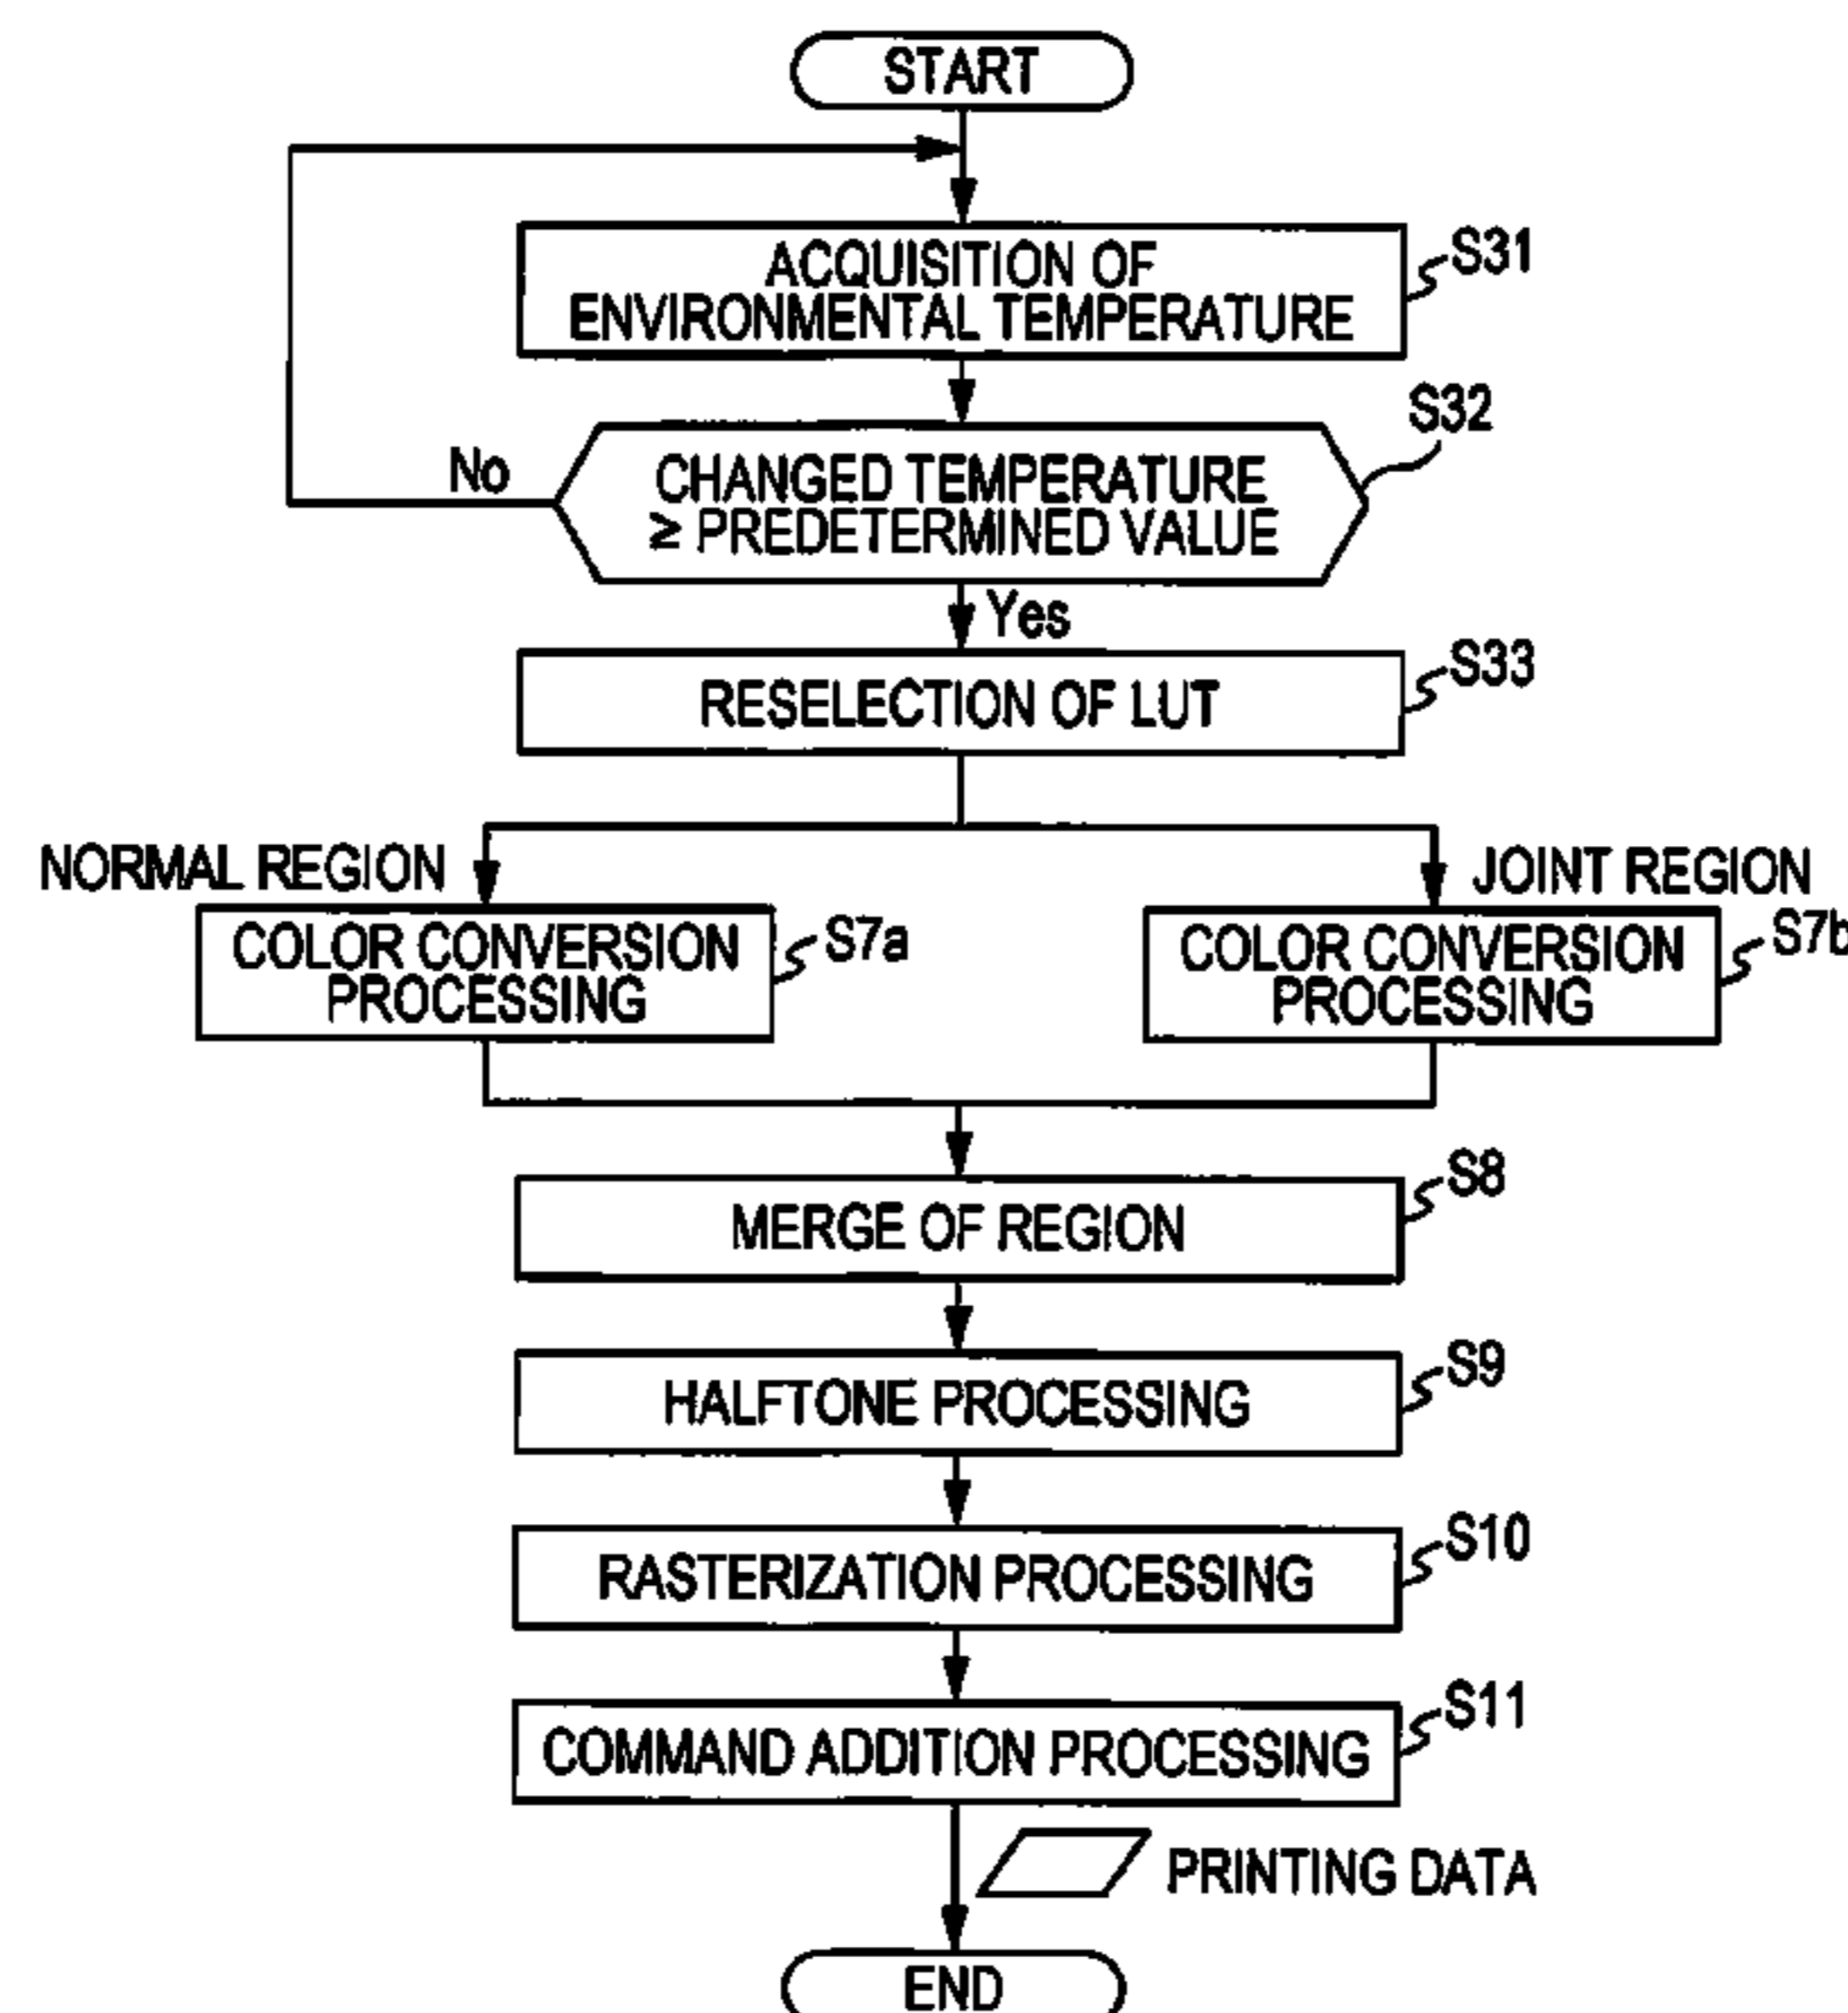 START
ACQUISITION OF
ENVIRONMENTAL TEMPERATURE
S31
CHANGED TEMPERATURE
≥ PREDETERMINED VALUE
S32
No
Yes
RESELECTION OF LUT
S33
NORMAL REGION
JOINT REGION
COLOR CONVERSION
PROCESSING
S7a
COLOR CONVERSION
PROCESSING
S7b
MERGE OF REGION
S8
HALFTONE PROCESSING
S9
RASTERIZATION PROCESSING
S10
COMMAND ADDITION PROCESSING
S11
PRINTING DATA
END